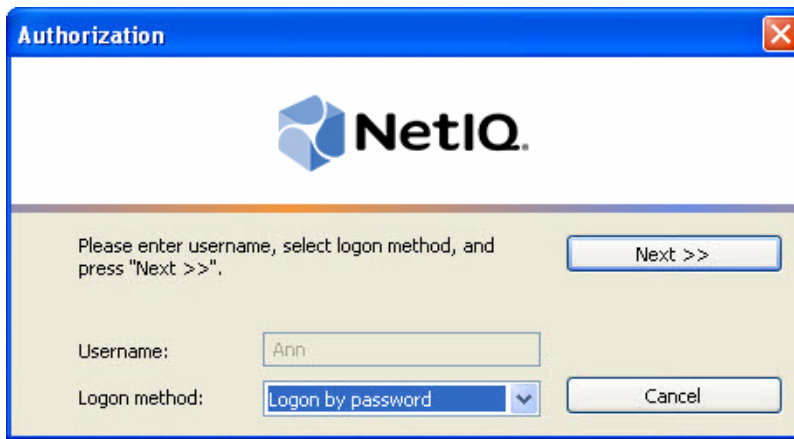 Authorization
NetIQ.
Please enter username, select logon method, and
press "Next >>".
Next >>
Username:
Ann
Logon method:
Logon by password
Cancel